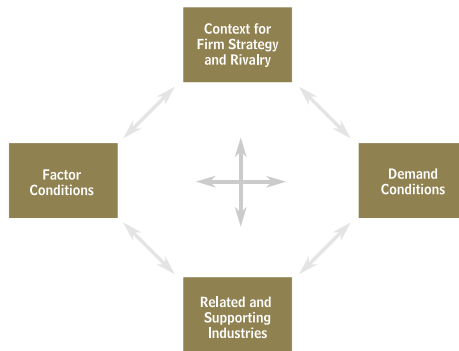 Context for
Firm Strategy
and Rivalry
Factor
Conditions
Demand
Conditions
Related and
Supporting
Industries